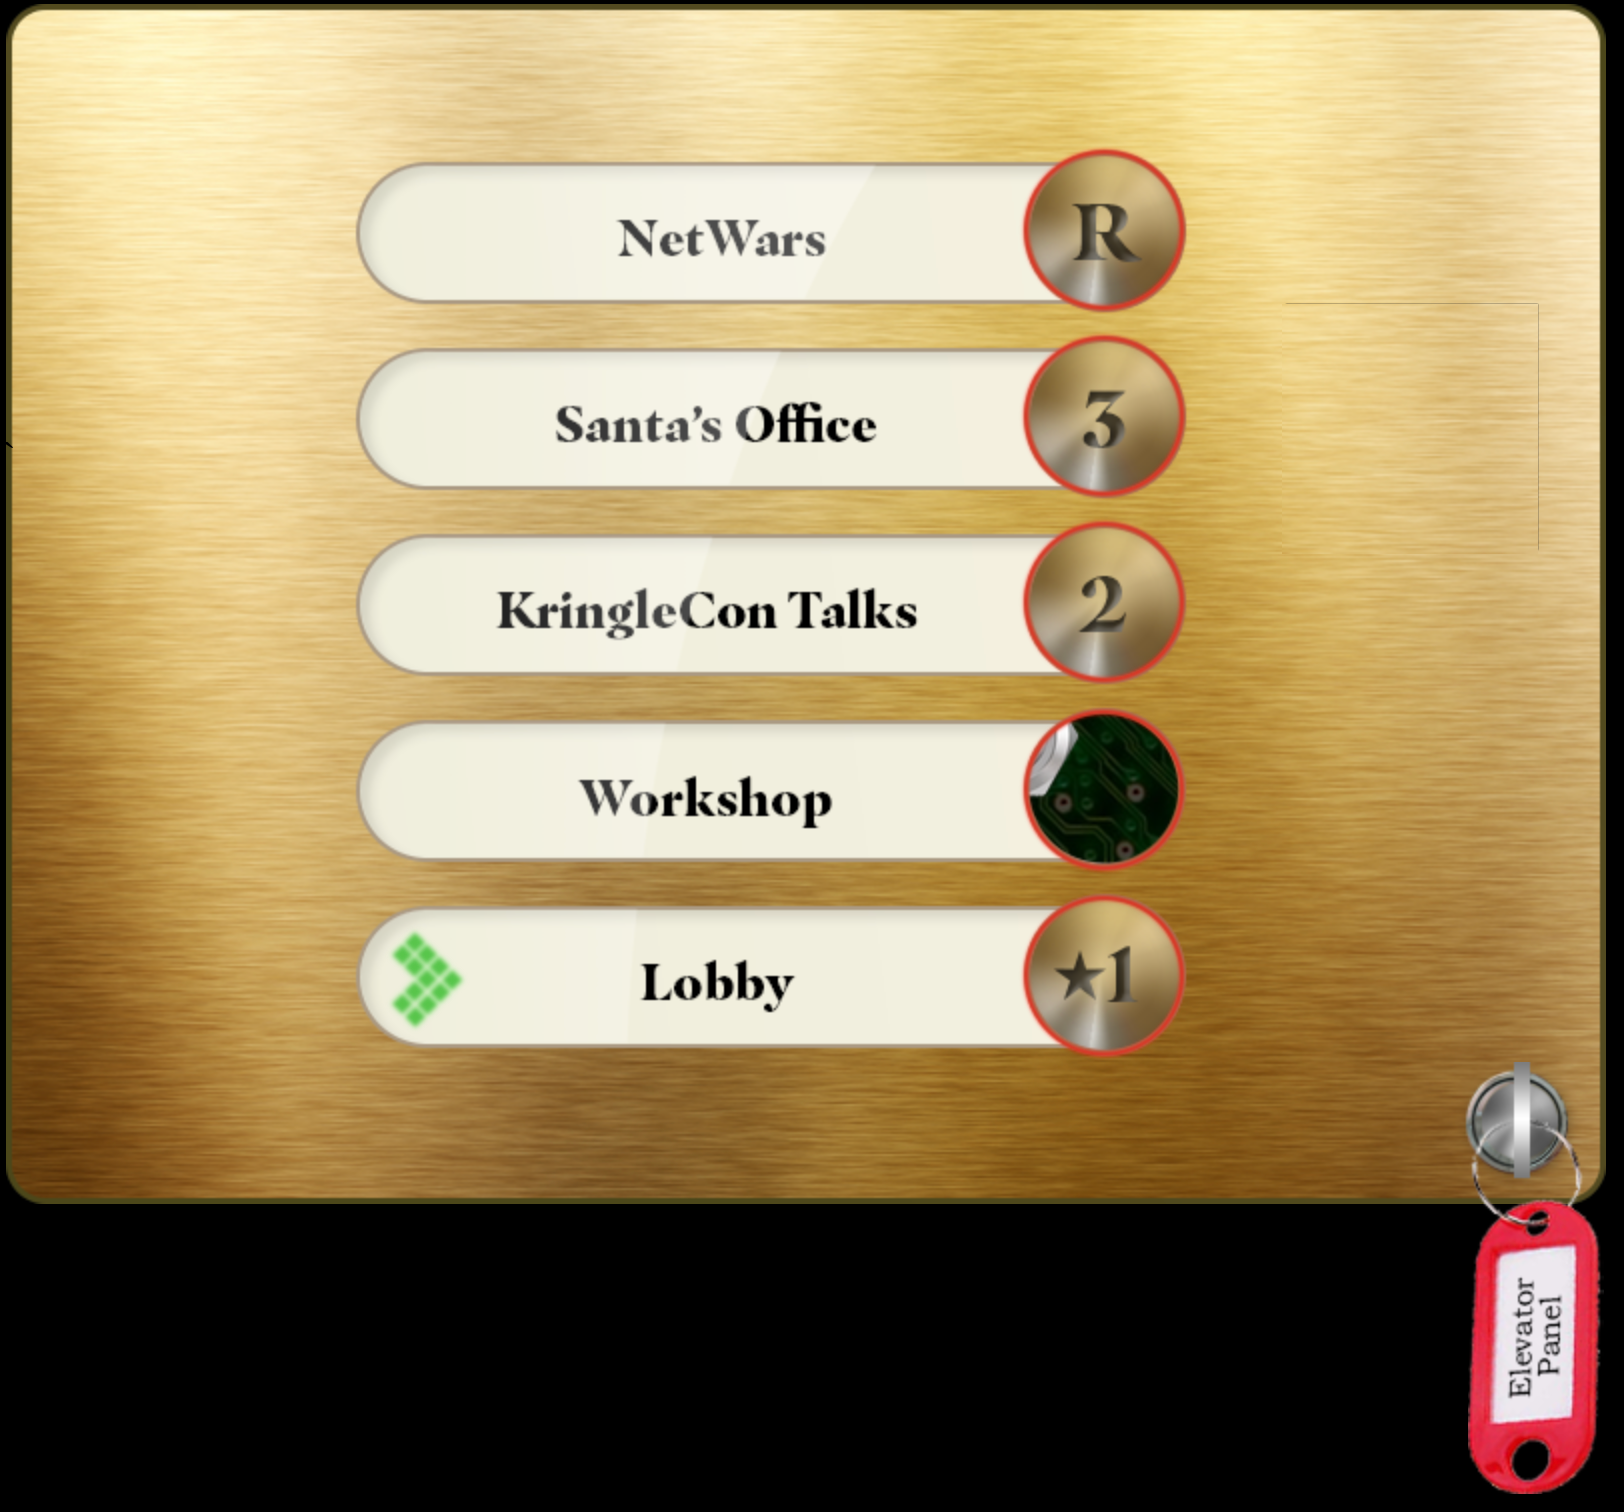 NetWars R
Santa's Office 3
KringleCon Talks 2
Workshop
Lobby ★1
Elevator
Panel